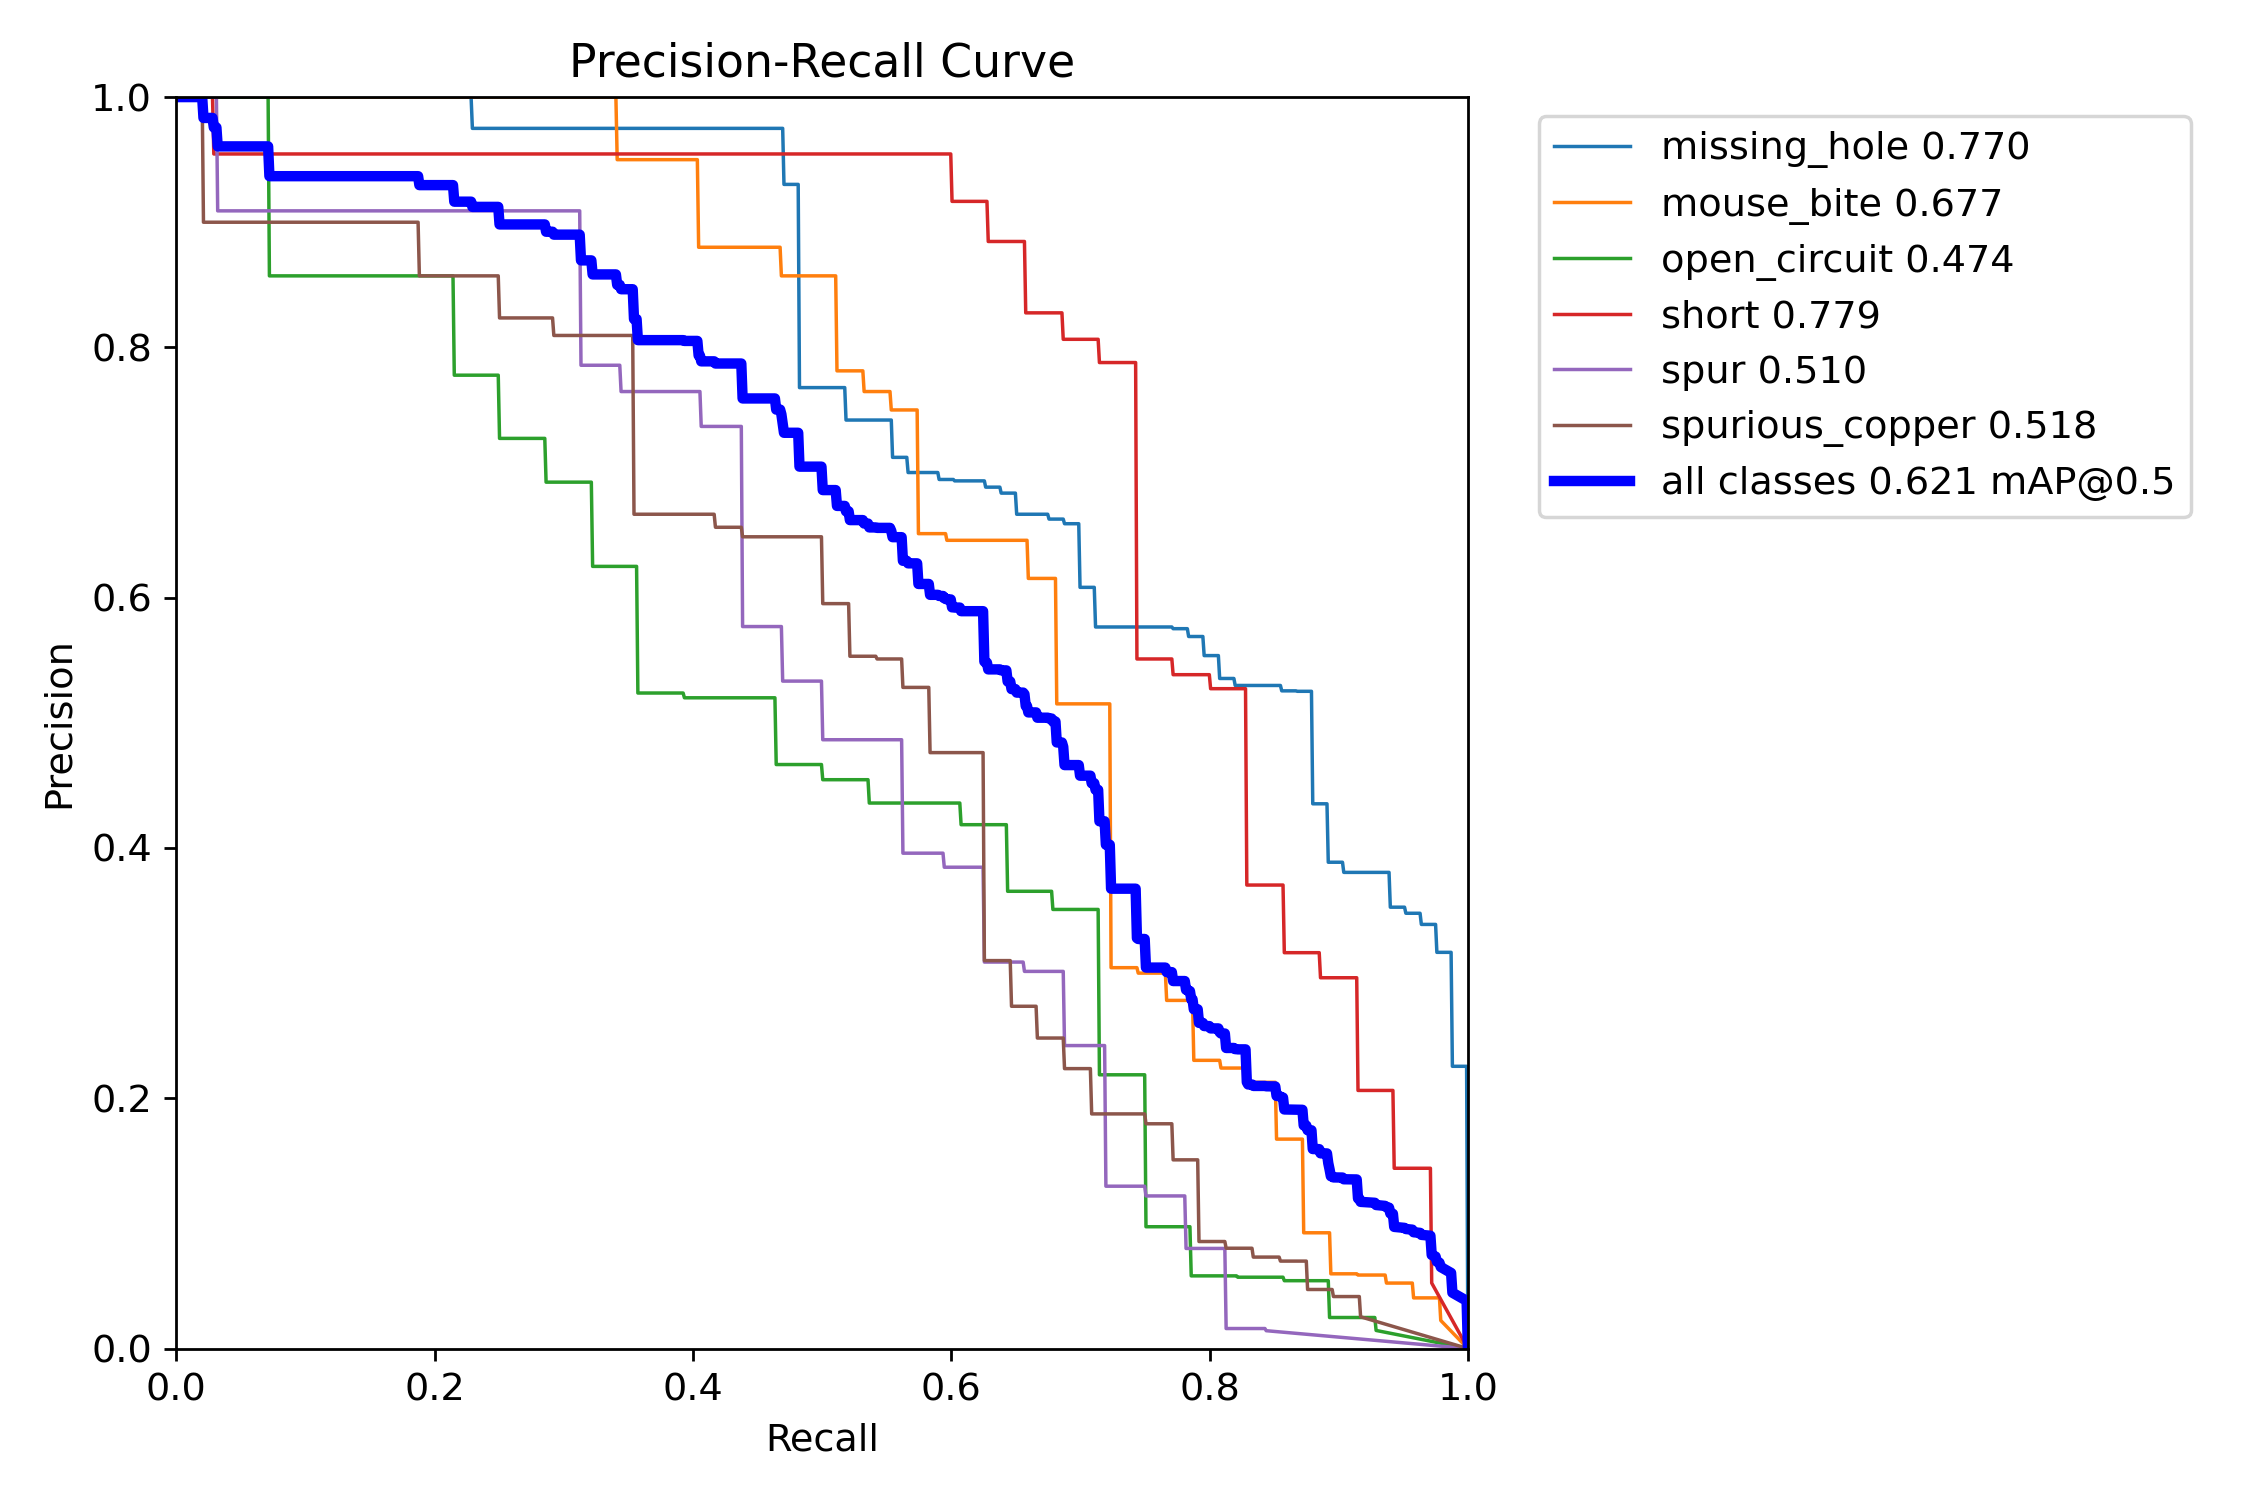 Precision-Recall Curve
1.0
0.8
0.6
0.4
0.2
0.0
Precision
0.0 0.2 0.4 0.6 0.8 1.0
Recall
missing_hole 0.770
mouse_bite 0.677
open_circuit 0.474
short 0.779
spur 0.510
spurious_copper 0.518
all classes 0.621 mAP@0.5